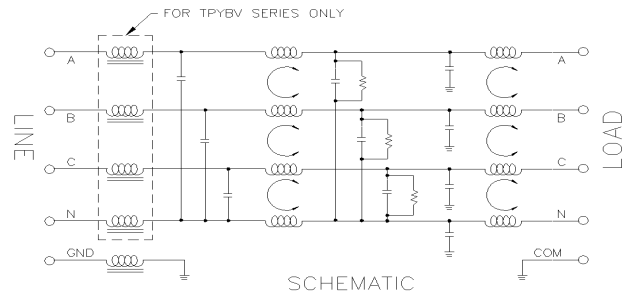 FOR TPYBV SERIES ONLY
A
A
B
B
LINE
LOAD
C
C
N
N
GND
COM
SCHEMATIC